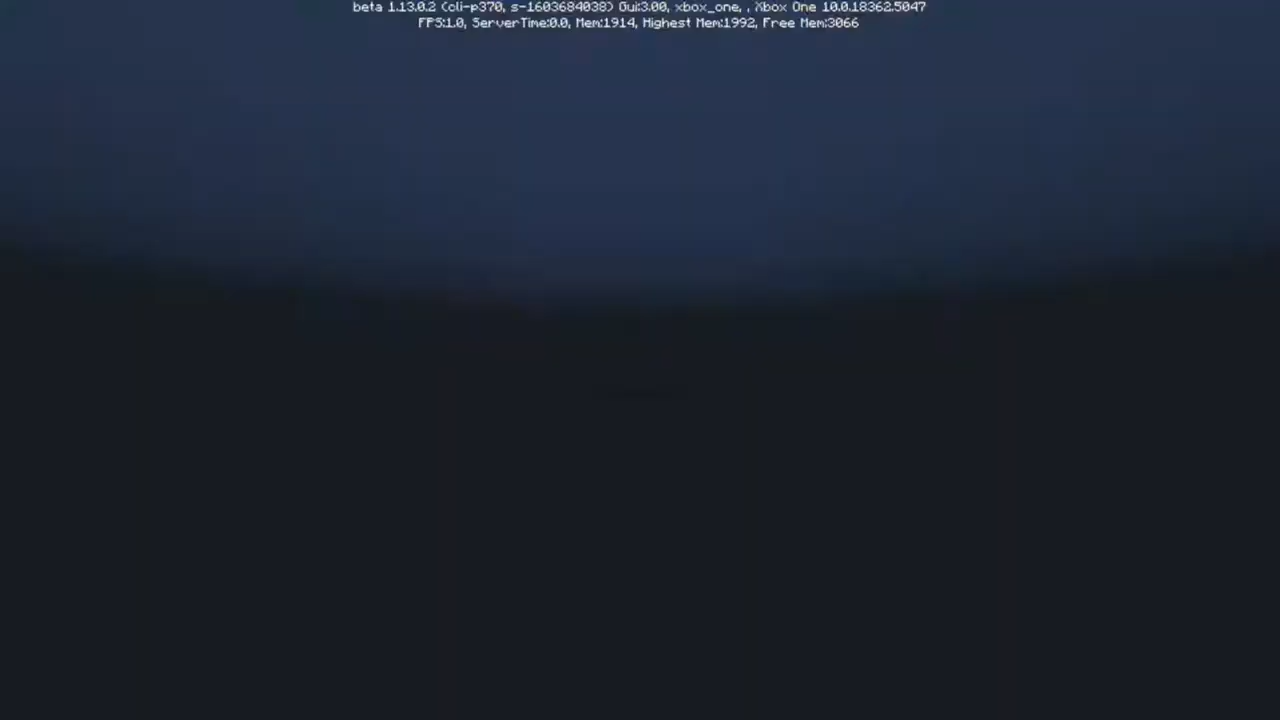 beta 1.13.0.2 (cli-p370, s-1603684038) Gui:3.00, xbox_one, , Xbox One 10.0.18362.5047
FPS:1.0, ServerTime:0.0, Mem:1914, Highest Mem:1992, Free Mem:3066